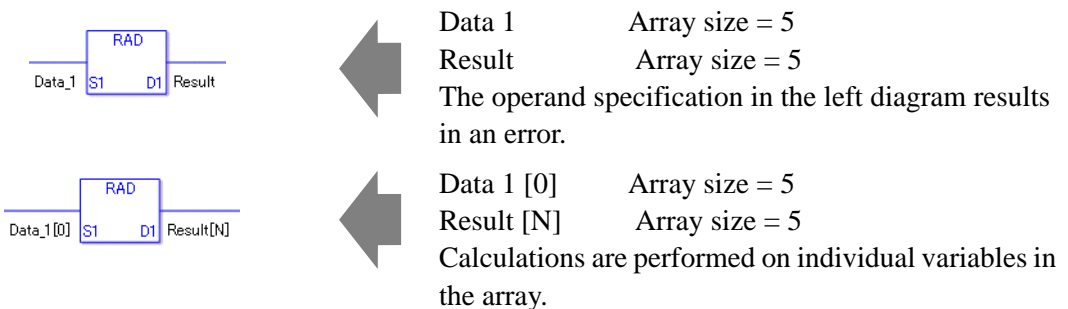 RAD
Data_1 S1 D1 Result
Data 1 Array size = 5
Result Array size = 5
The operand specification in the left diagram results
in an error.
RAD
Data_1[0] S1 D1 Result[N]
Data 1 [0] Array size = 5
Result [N] Array size = 5
Calculations are performed on individual variables in
the array.